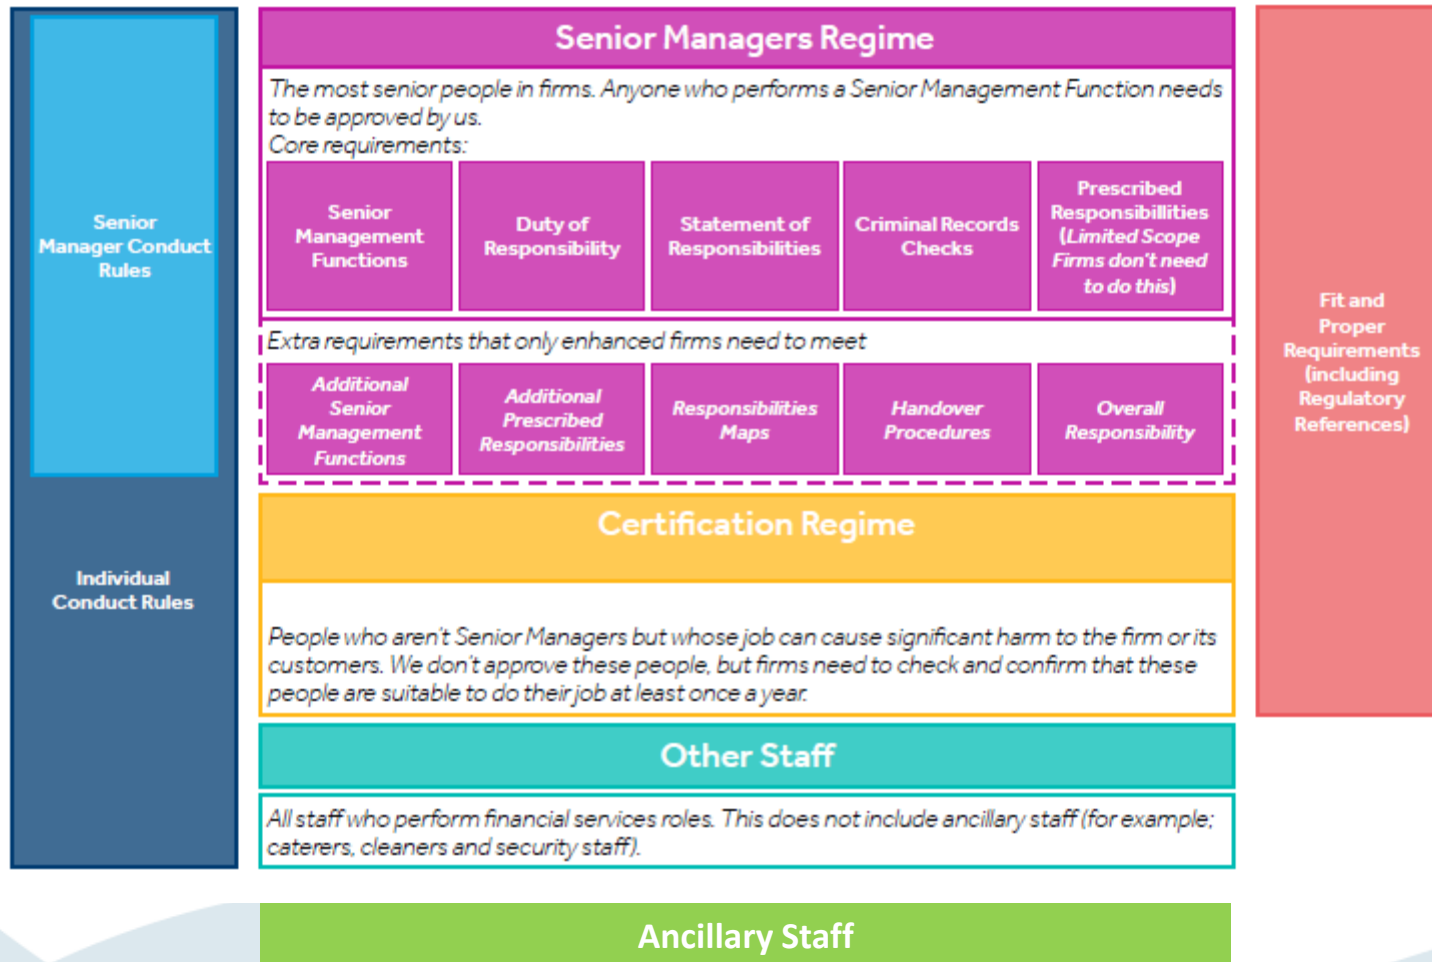 Senior Managers Regime
The most senior people in firms. Anyone who performs a Senior Management Function needs
to be approved by us.
Core requirements:
Senior
Management
Functions
Duty of
Responsibility
Statement of
Responsibilities
Criminal Records
Checks
Prescribed
Responsibillities
(Limited Scope
Firms don't need
to do this)
Extra requirements that only enhanced firms need to meet
Additional
Senior
Management
Functions
Additional
Prescribed
Responsibilities
Responsibilities
Maps
Handover
Procedures
Overall
Responsibility
Senior
Manager Conduct
Rules
Individual
Conduct Rules
Fit and
Proper
Requirements
(including
Regulatory
References)
Certification Regime
People who aren't Senior Managers but whose job can cause significant harm to the firm or its
customers. We don't approve these people, but firms need to check and confirm that these
people are suitable to do their job at least once a year.
Other Staff
All staff who perform financial services roles. This does not include ancillary staff (for example;
caterers, cleaners and security staff).
Ancillary Staff